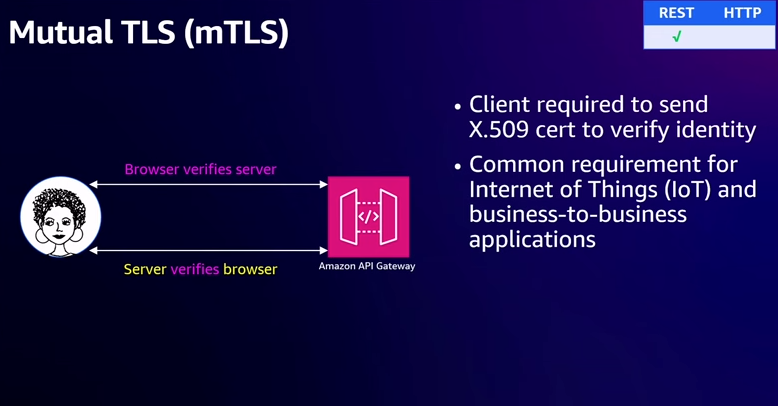 Mutual TLS (mTLS)
REST HTTP
√
• Client required to send
X.509 cert to verify identity
• Common requirement for
Internet of Things (IoT) and
business-to-business
applications
Browser verifies server
Server verifies browser
Amazon API Gateway